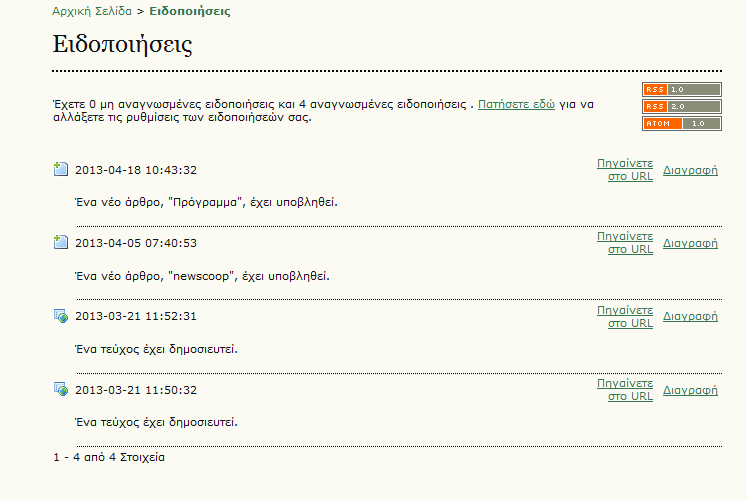 Αρχική Σελίδα > Ειδοποιήσεις
Ειδοποιήσεις
RSS 1.0
Έχετε 0 μη αναγνωσμένες ειδοποιήσεις και 4 αναγνωσμένες ειδοποιήσεις . Πατήσετε εδώ για να
αλλάξετε τις ρυθμίσεις των ειδοποιήσεών σας.
RSS 2.0
ATOM 1.0
2013-04-18 10:43:32
Πηγαίνετε
στο URL
Διαγραφή
Ένα νέο άρθρο, "Πρόγραμμα", έχει υποβληθεί.
2013-04-05 07:40:53
Πηγαίνετε
στο URL
Διαγραφή
Ένα νέο άρθρο, "newscoop", έχει υποβληθεί.
2013-03-21 11:52:31
Πηγαίνετε
στο URL
Διαγραφή
Ένα τεύχος έχει δημοσιευτεί.
2013-03-21 11:50:32
Πηγαίνετε
στο URL
Διαγραφή
Ένα τεύχος έχει δημοσιευτεί.
1 - 4 από 4 Στοιχεία